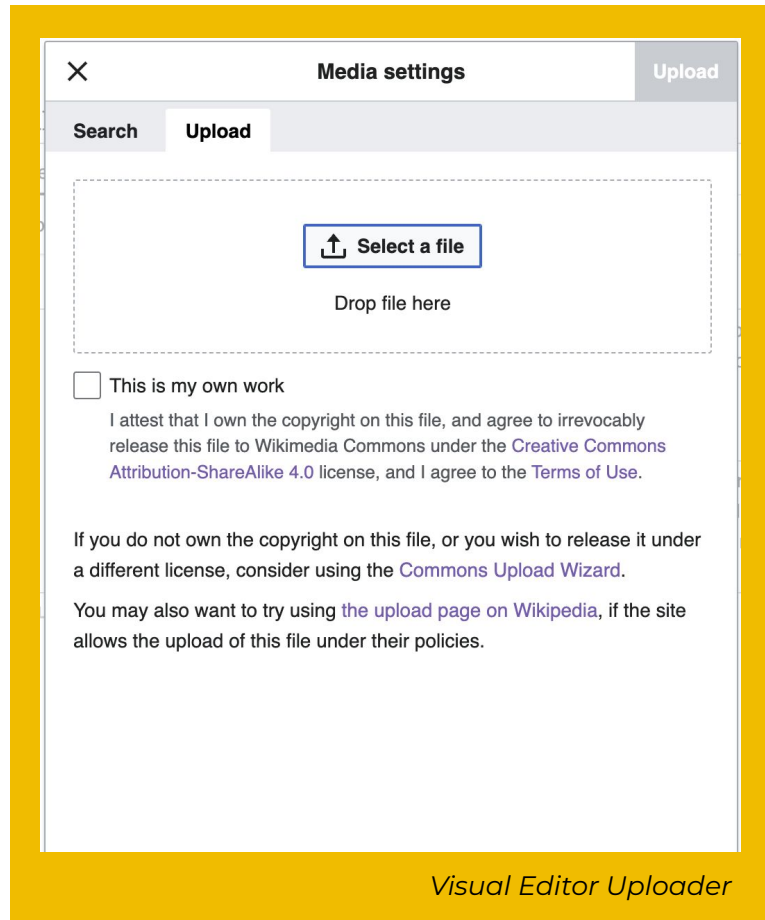 Media settings
Upload
Search
Upload
Select a file
Drop file here
This is my own work
I attest that I own the copyright on this file, and agree to irrevocably
release this file to Wikimedia Commons under the Creative Commons
Attribution-ShareAlike 4.0 license, and I agree to the Terms of Use.
If you do not own the copyright on this file, or you wish to release it under
a different license, consider using the Commons Upload Wizard.
You may also want to try using the upload page on Wikipedia, if the site
allows the upload of this file under their policies.
Visual Editor Uploader